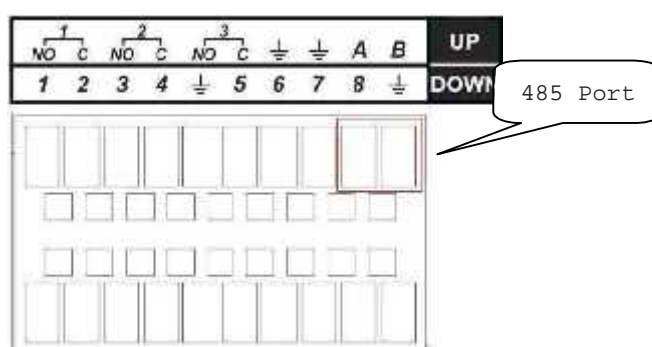 1 2 3
NO C NO C NO C ⏚ ⏚ A B UP
1 2 3 4 ⏚ 5 6 7 8 ⏚ DOWN
485 Port